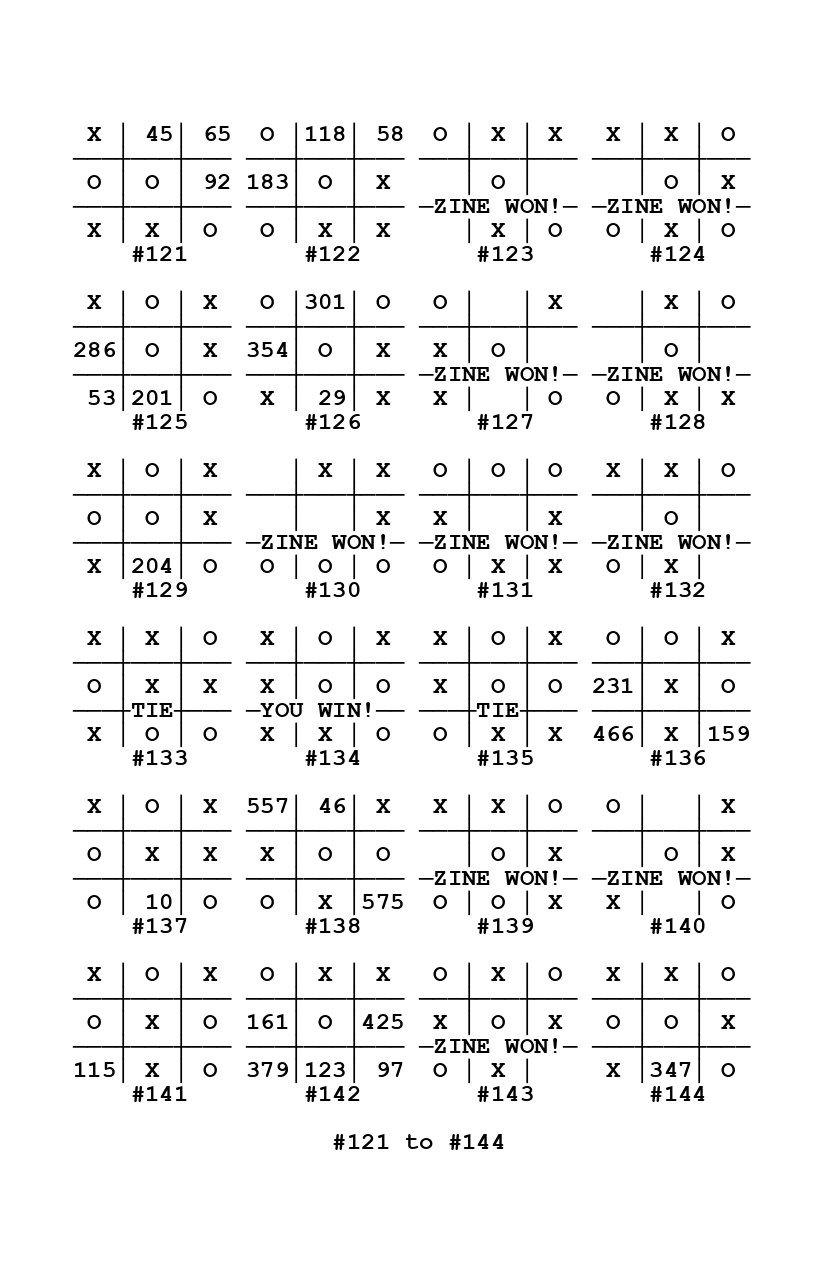 X | 45| 65 O |118| 58 O | X | X X | X | O
O | O | 92 183| O | X | O | | O | X
ZINE WON! ZINE WON!
X | X | O O | X | X | X | O O | X | O
#121 #122 #123 #124
X | O | X O |301| O O | | X | X | O
286| O | X 354| O | X X | O | | O |
ZINE WON! ZINE WON!
53|201| O X | 29| X X | | O O | X | X
#125 #126 #127 #128
X | O | X | X | X O | O | O X | X | O
O | O | X | | X X | | X | O |
ZINE WON! ZINE WON! ZINE WON!
X |204| O O | O | O O | X | X O | X |
#129 #130 #131 #132
X | X | O X | O | X X | O | X O | O | X
O | X | X X | O | O X | O | O 231| X | O
TIE YOU WIN! TIE
X | O | O X | X | O O | X | X 466| X |159
#133 #134 #135 #136
X | O | X 557| 46| X X | X | O O | | X
O | X | X X | O | O | O | X | O | X
ZINE WON! ZINE WON!
O | 10| O O | X |575 O | O | X X | | O
#137 #138 #139 #140
X | O | X O | X | X O | X | O X | X | O
O | X | O 161| O |425 X | O | X O | O | X
ZINE WON!
115| X | O 379|123| 97 O | X | X |347| O
#141 #142 #143 #144
#121 to #144